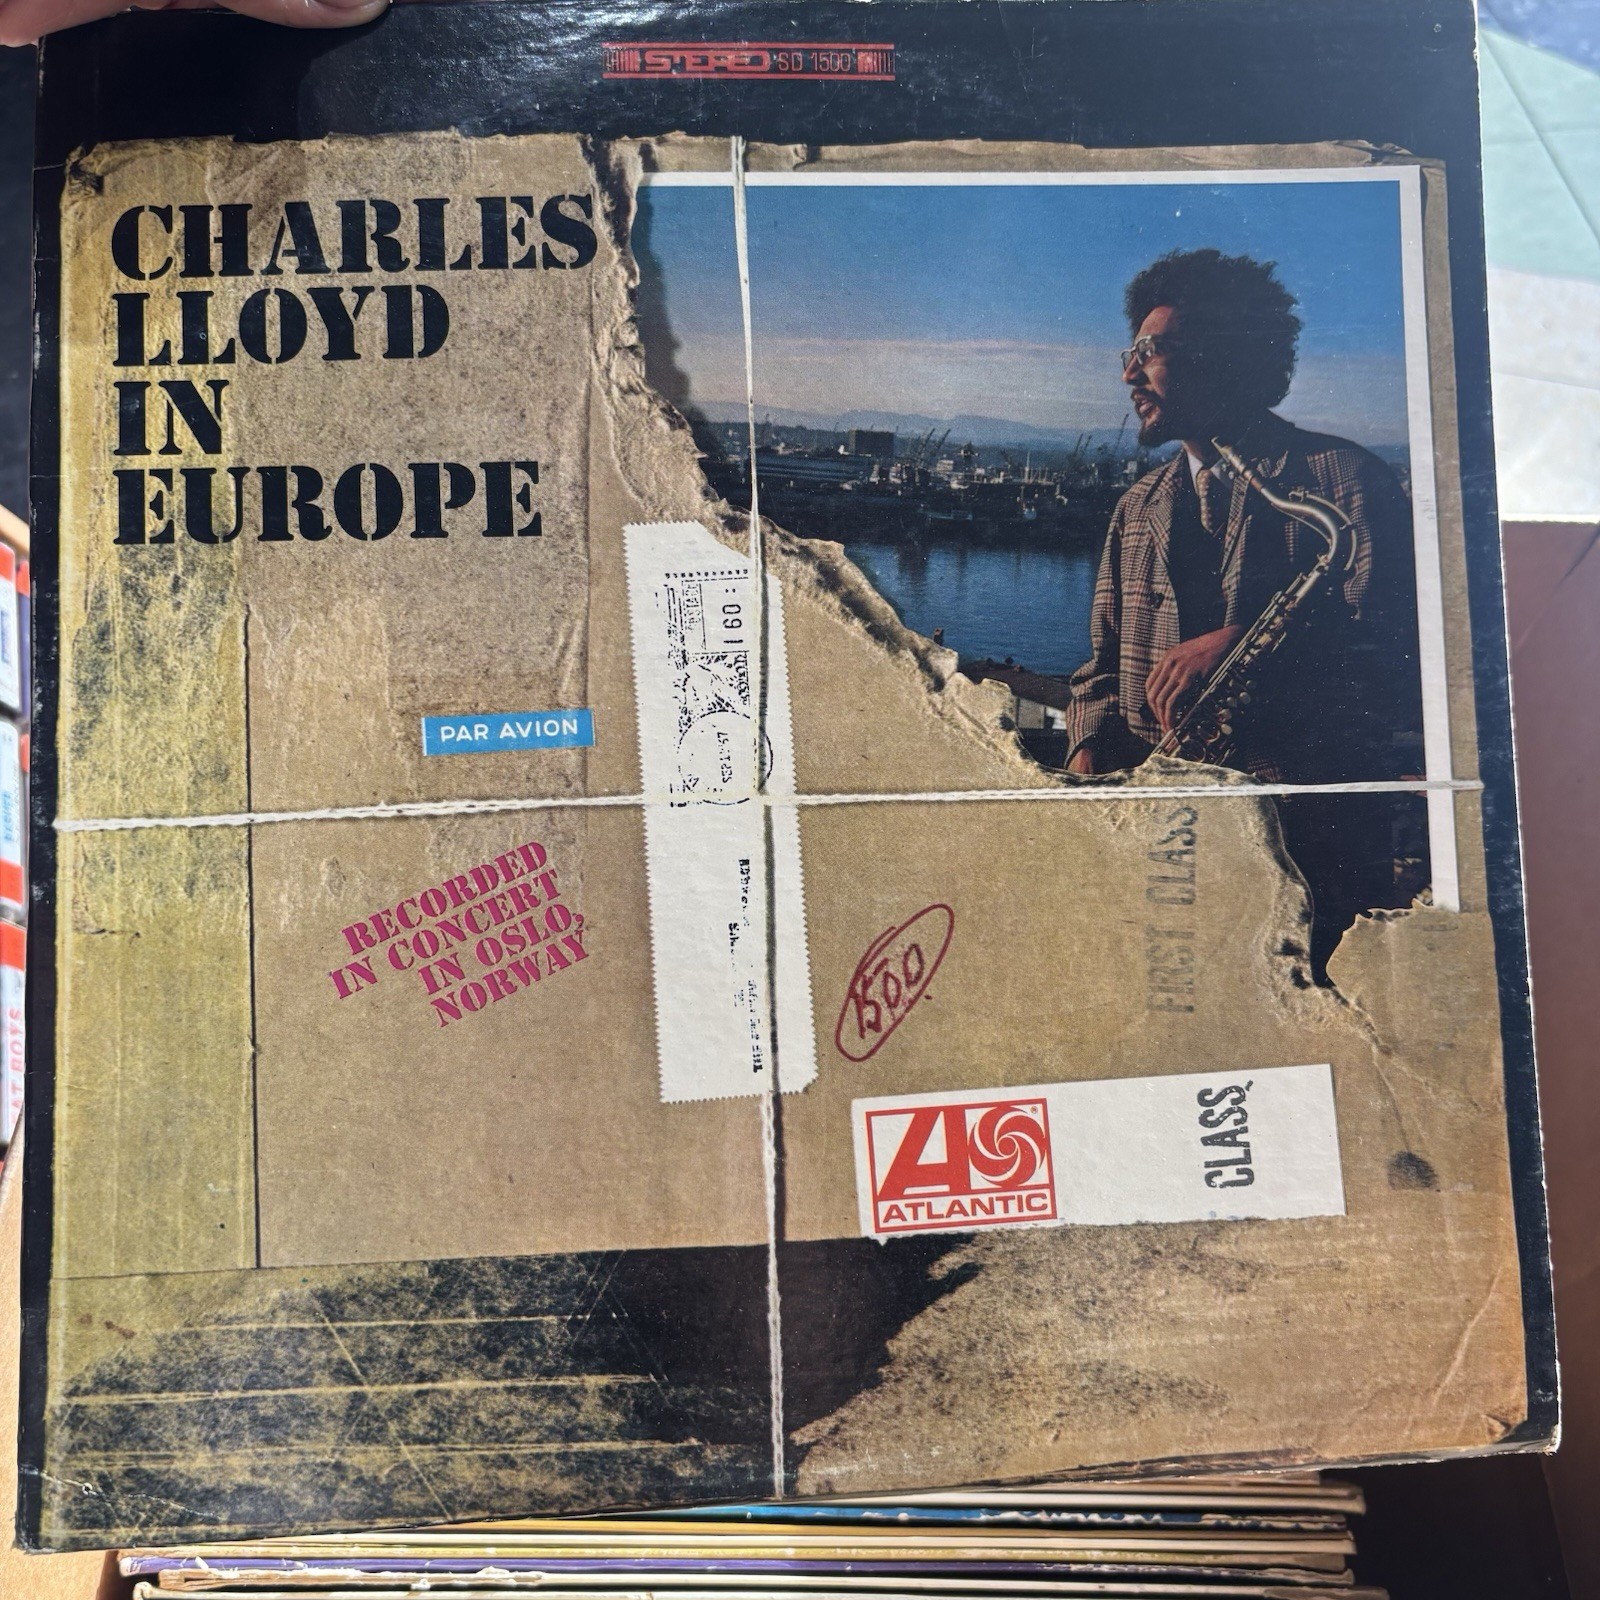 STEREO SD 1500
CHARLES
LLOYD
IN
EUROPE
PAR AVION
RECORDED
IN CONCERT
IN OSLO,
NORWAY
1500
FIRST CLASS
ATLANTIC
CLASS